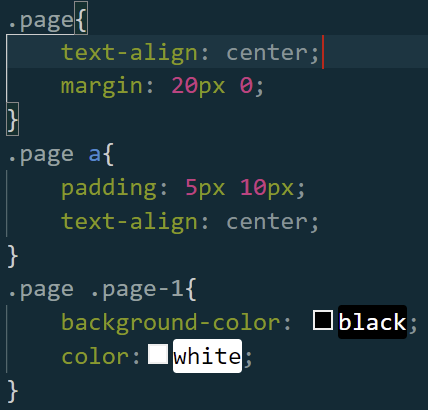 .page{
text-align: center;
margin: 20px 0;
}
.page a{
padding: 5px 10px;
text-align: center;
}
.page .page-1{
background-color: black;
color: white;
}